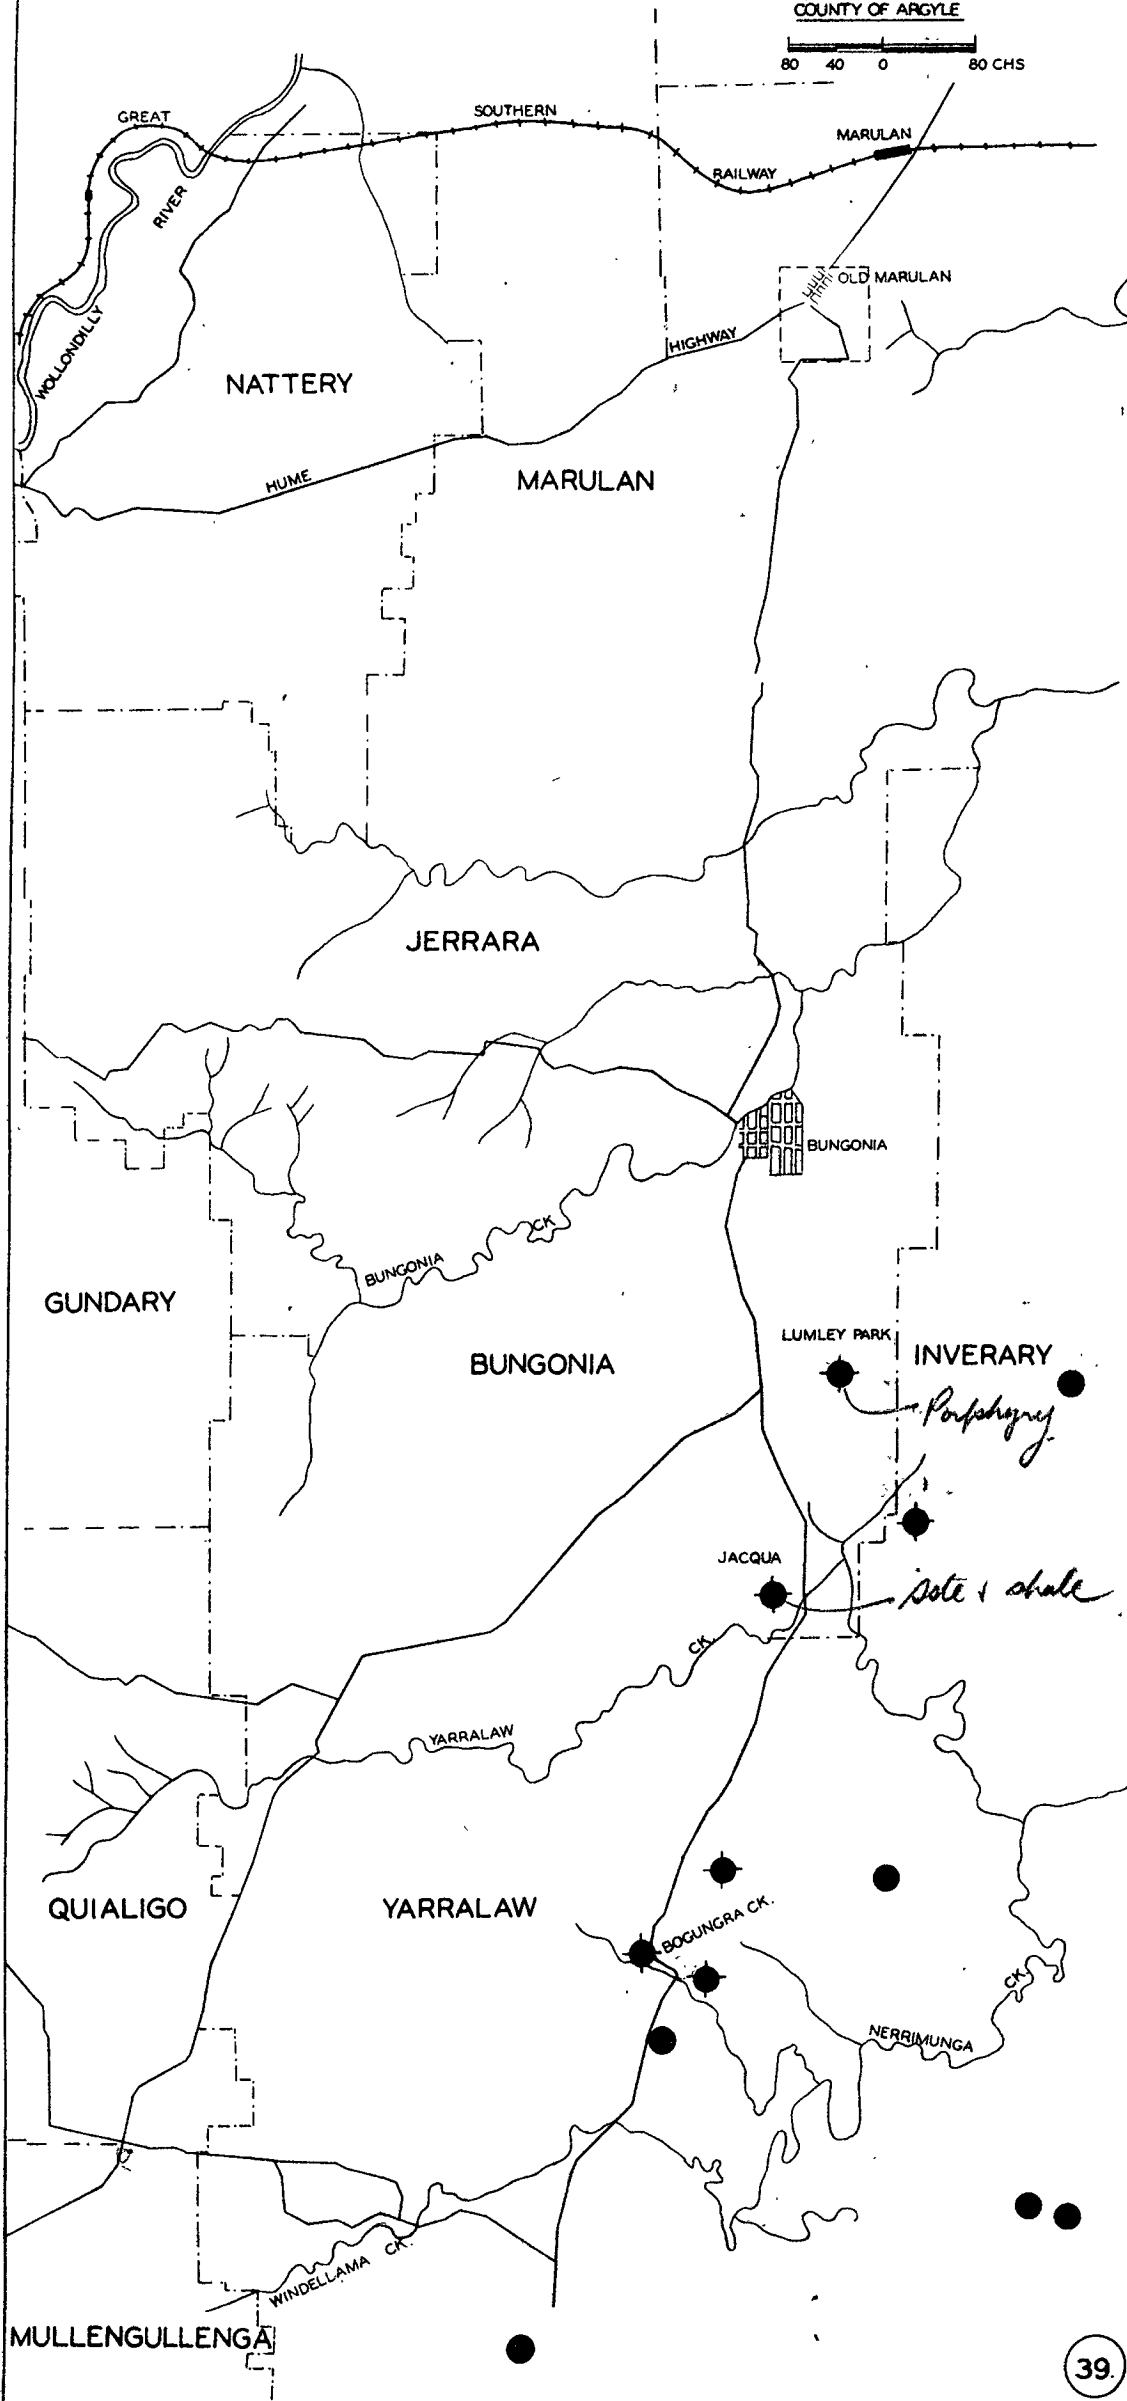 COUNTY OF ARGYLE
80 40 0 80 CHS
GREAT
SOUTHERN
MARULAN
RAILWAY
RIVER
WOLLONDILLY
OLD MARULAN
HIGHWAY
NATTERY
HUME
MARULAN
JERRARA
BUNGONIA
CK
BUNGONIA
GUNDARY
LUMLEY PARK
INVERARY
BUNGONIA
Porphyry
JACQUA
sste & shale
CK.
YARRALAW
QUIALIGO
YARRALAW
BOGUNGRA CK.
CK.
NERRIMUNGA
WINDELLAMA CK.
MULLENGULLENGA
39.